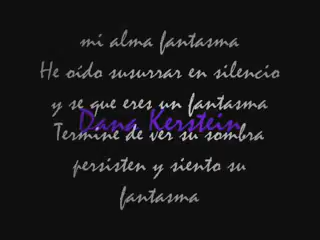 mi alma fantasma
He oído susurrar en silencio
y se que eres un fantasma
Dana Kerstein
Termine de ver su sombra
persisten y siento su
fantasma